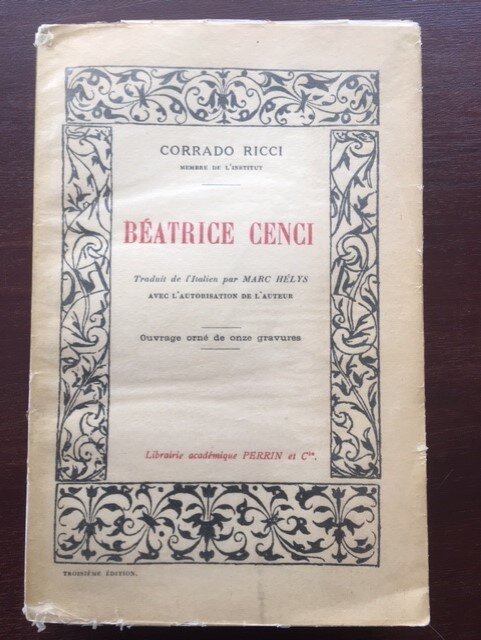 CORRADO RICCI
MEMBRE DE L'INSTITUT
BÉATRICE CENCI
Traduit de l'Italien par MARC HÉLYS
AVEC L'AUTORISATION DE L'AUTEUR
Ouvrage orné de onze gravures
Librairie académique PERRIN et Cie.
TROISIÈME ÉDITION.